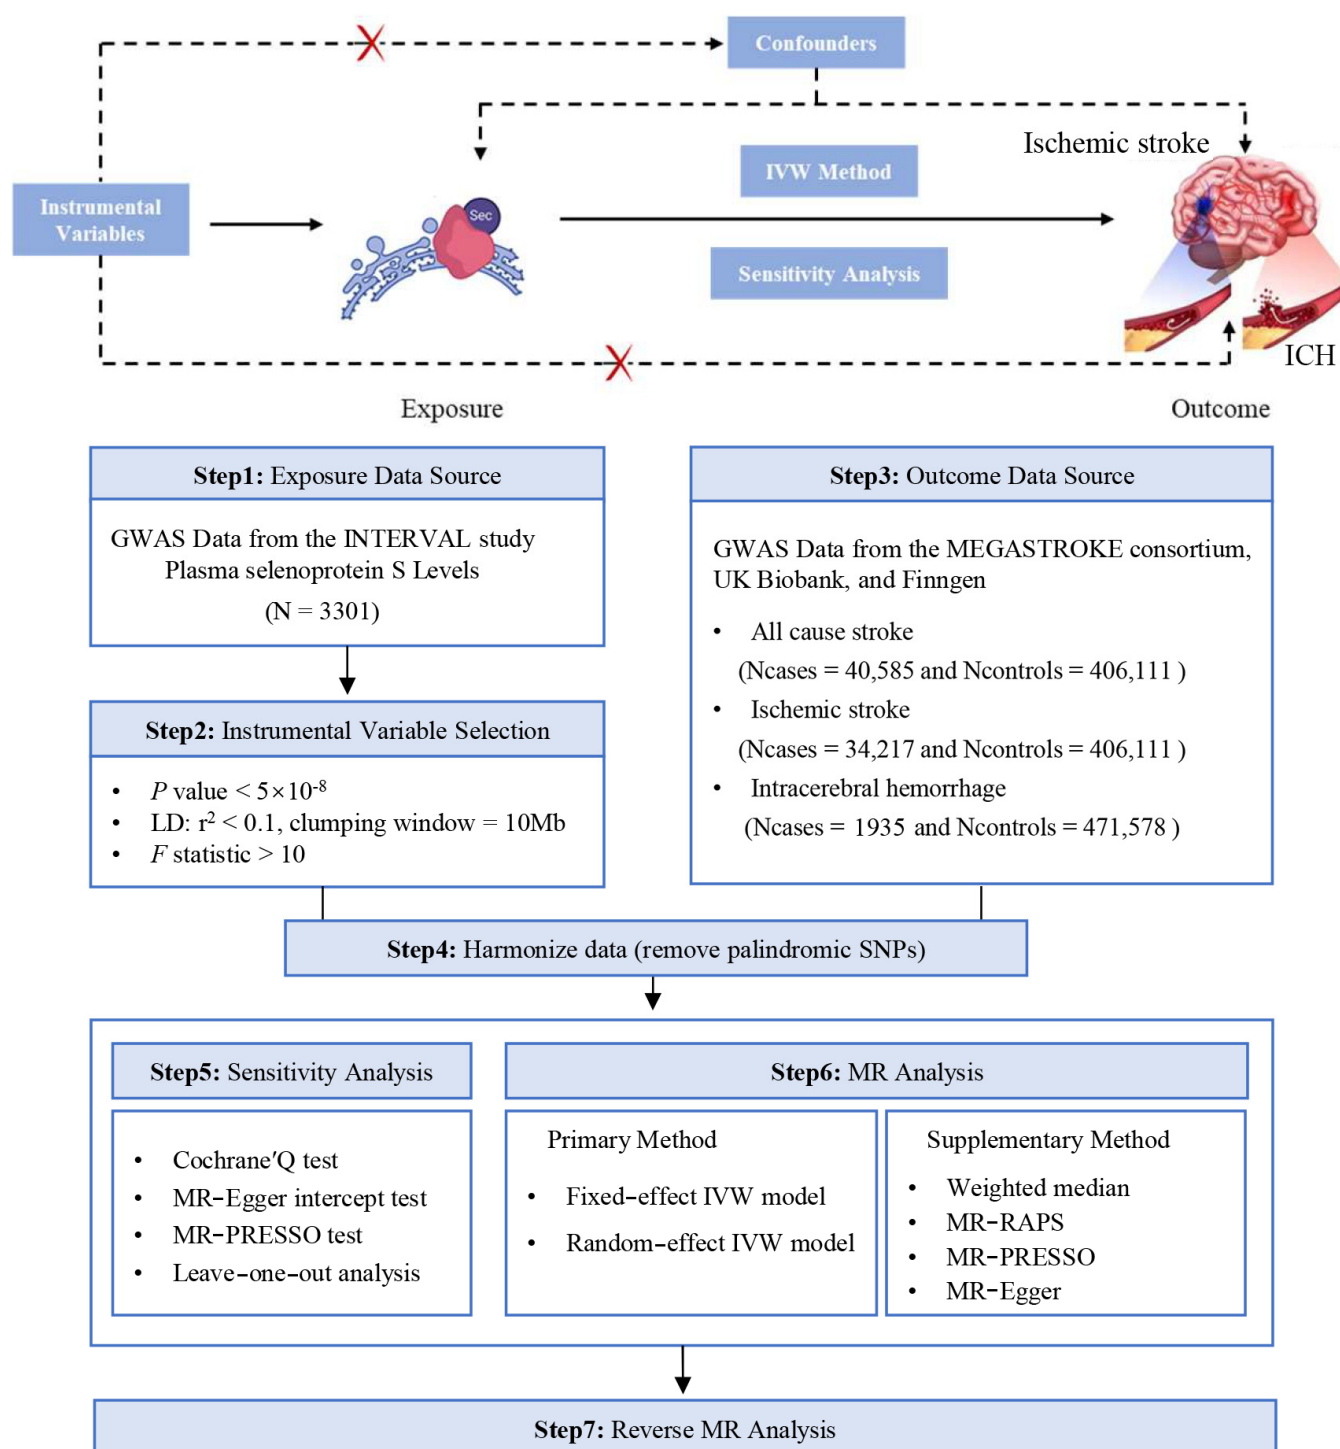 Confounders
Ischemic stroke
IVW Method
Instrumental
Variables
Sec
Sensitivity Analysis
ICH
Exposure
Outcome
Step1: Exposure Data Source
GWAS Data from the INTERVAL study
Plasma selenoprotein S Levels
(N = 3301)
Step2: Instrumental Variable Selection
• P value < 5×10⁻⁸
• LD: r² < 0.1, clumping window = 10Mb
• F statistic > 10
Step3: Outcome Data Source
GWAS Data from the MEGASTROKE consortium,
UK Biobank, and Finngen
• All cause stroke
(Ncases = 40,585 and Ncontrols = 406,111 )
• Ischemic stroke
(Ncases = 34,217 and Ncontrols = 406,111 )
• Intracerebral hemorrhage
(Ncases = 1935 and Ncontrols = 471,578 )
Step4: Harmonize data (remove palindromic SNPs)
Step5: Sensitivity Analysis
• Cochrane'Q test
• MR-Egger intercept test
• MR-PRESSO test
• Leave-one-out analysis
Step6: MR Analysis
Primary Method
• Fixed-effect IVW model
• Random-effect IVW model
Supplementary Method
• Weighted median
• MR-RAPS
• MR-PRESSO
• MR-Egger
Step7: Reverse MR Analysis